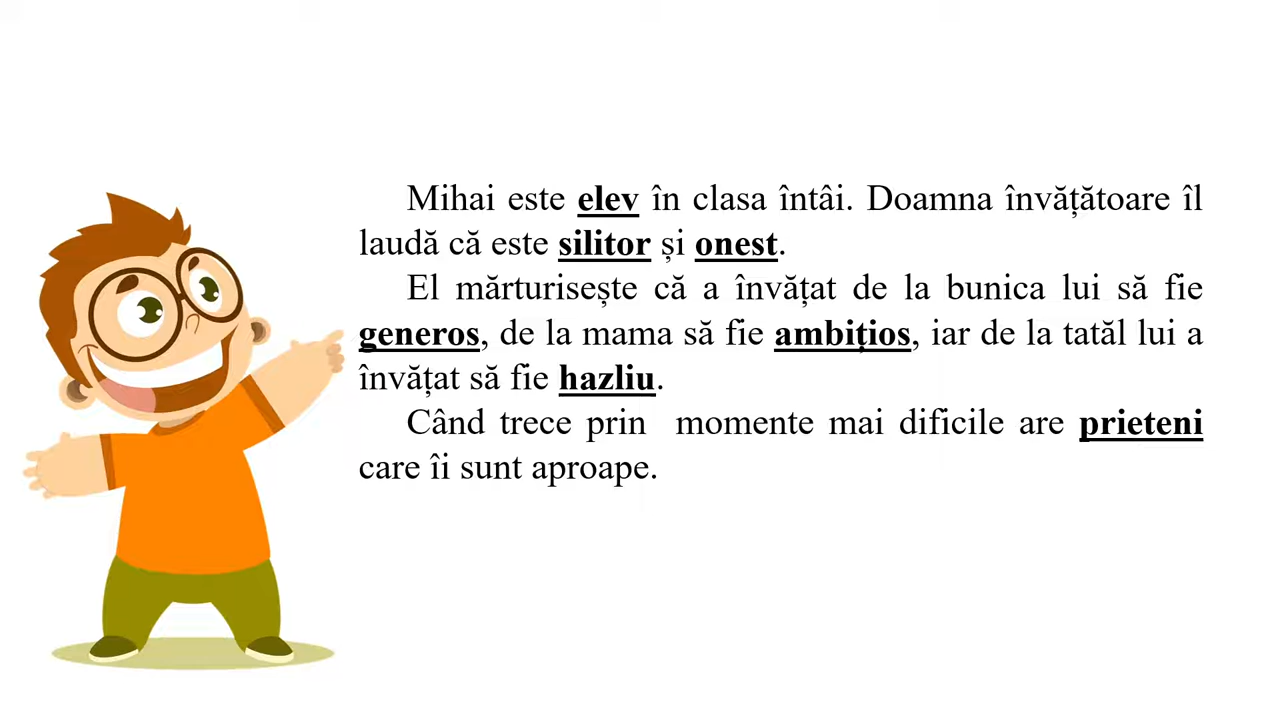 Mihai este elev în clasa întâi. Doamna învățătoare îl
laudă că este silitor și onest.
El mărturisește că a învățat de la bunica lui să fie
generos, de la mama să fie ambițios, iar de la tatăl lui a
învățat să fie hazliu.
Când trece prin  momente mai dificile are prieteni
care îi sunt aproape.